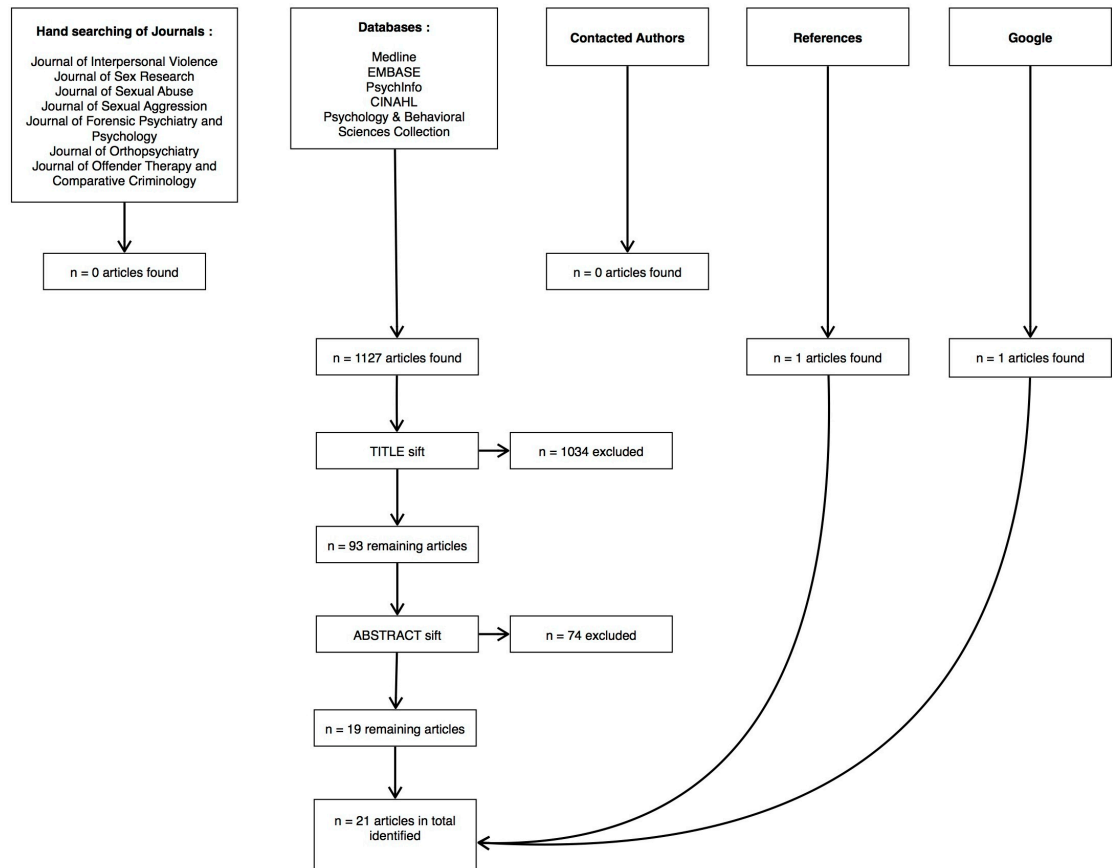 Hand searching of Journals :
Journal of Interpersonal Violence
Journal of Sex Research
Journal of Sexual Abuse
Journal of Sexual Aggression
Journal of Forensic Psychiatry and
Psychology
Journal of Orthopsychiatry
Journal of Offender Therapy and
Comparative Criminology
Databases :
Medline
EMBASE
PsychInfo
CINAHL
Psychology & Behavioral
Sciences Collection
Contacted Authors
References
Google
n = 0 articles found
n = 0 articles found
n = 1127 articles found
n = 1 articles found
n = 1 articles found
TITLE sift
n = 1034 excluded
n = 93 remaining articles
ABSTRACT sift
n = 74 excluded
n = 19 remaining articles
n = 21 articles in total
identified